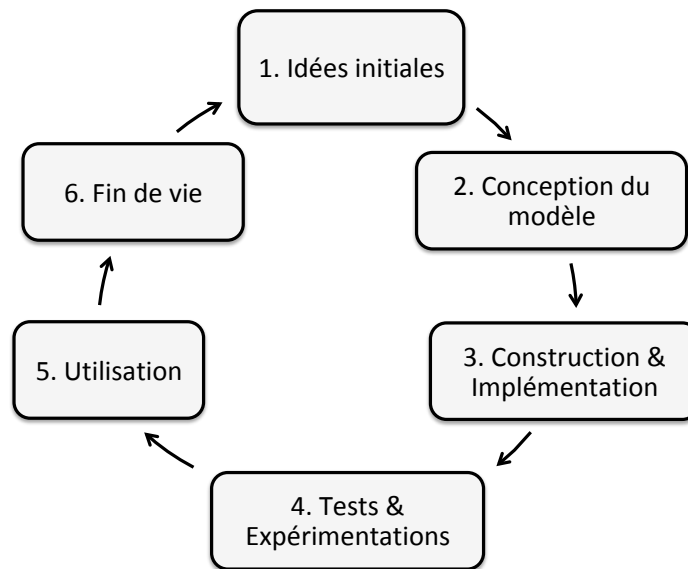 1. Idées initiales
2. Conception du
modèle
3. Construction &
Implémentation
4. Tests &
Expérimentations
5. Utilisation
6. Fin de vie